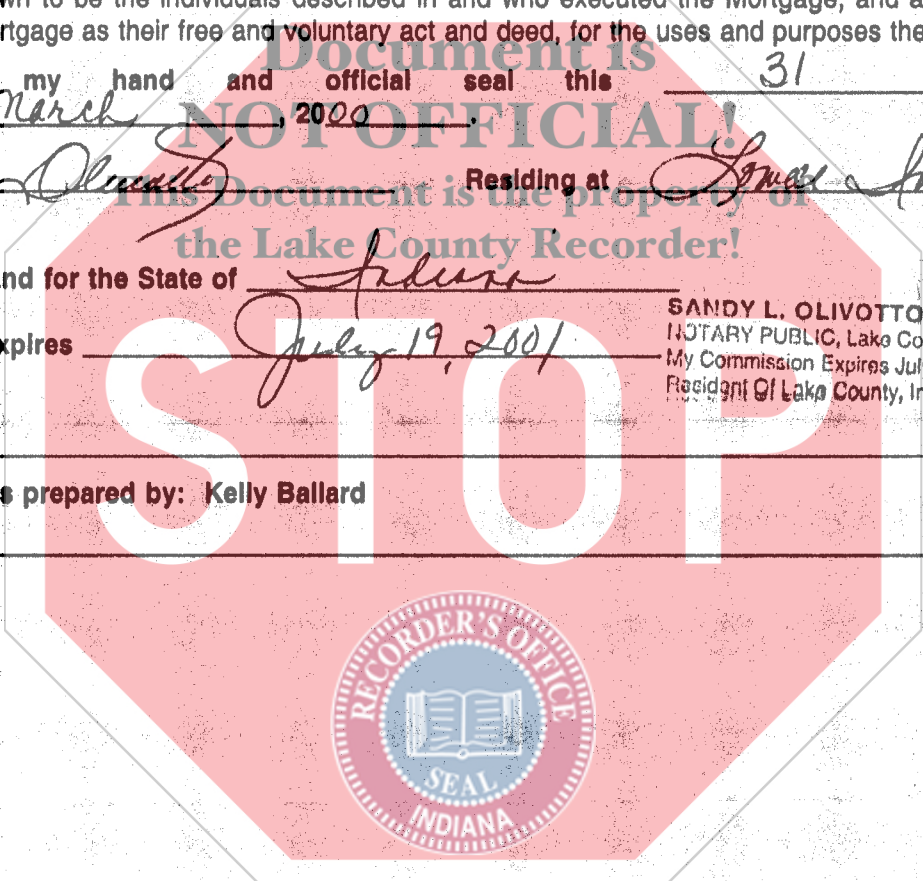 wn to be the individuals described in and who executed the Mortgage, and a
rtgage as their free and voluntary act and deed, for the uses and purposes the
Document is
my hand and official seal this 31
March, 2000.
NOT OFFICIAL!
Residing at
This Document is the property of
the Lake County Recorder!
nd for the State of Indiana
SANDY L. OLIVOTTO
xpires July 19, 2001
NOTARY PUBLIC, Lake Co
My Commission Expires Jul
Resident Of Lake County, In
STOP
s prepared by: Kelly Ballard
RECORDER'S OFFICE
SEAL
INDIANA